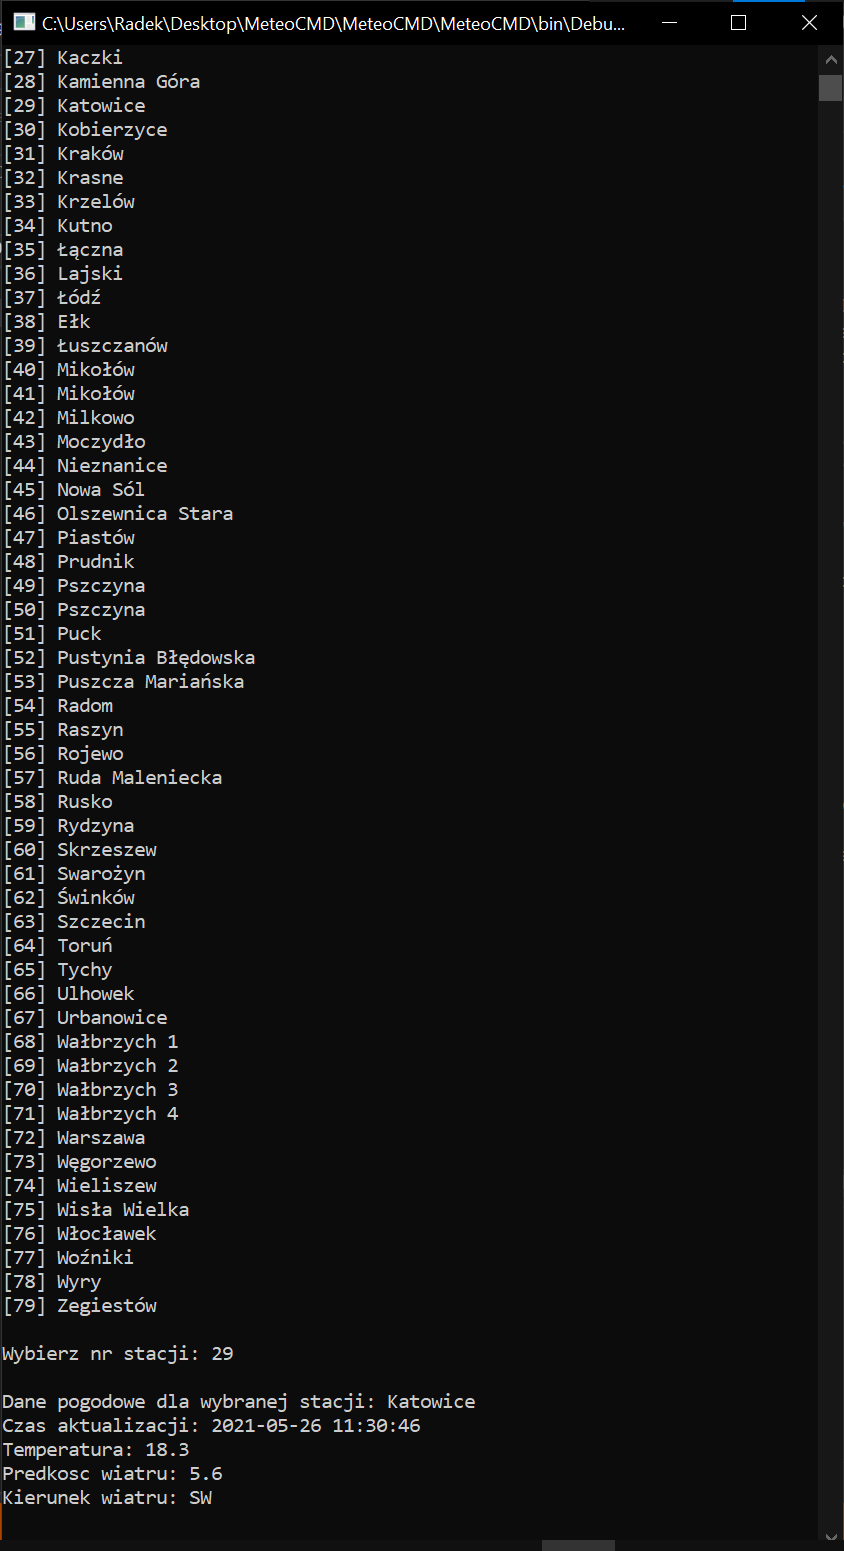 C:\Users\Radek\Desktop\MeteoCMD\MeteoCMD\MeteoCMD\bin\Debu...
[27] Kaczki
[28] Kamienna Góra
[29] Katowice
[30] Kobierzyce
[31] Kraków
[32] Krasne
[33] Krzelów
[34] Kutno
[35] Łączna
[36] Lajski
[37] Łódź
[38] Ełk
[39] Łuszczanów
[40] Mikołów
[41] Mikołów
[42] Milkowo
[43] Moczydło
[44] Nieznanice
[45] Nowa Sól
[46] Olszewnica Stara
[47] Piastów
[48] Prudnik
[49] Pszczyna
[50] Pszczyna
[51] Puck
[52] Pustynia Błędowska
[53] Puszcza Mariańska
[54] Radom
[55] Raszyn
[56] Rojewo
[57] Ruda Maleniecka
[58] Rusko
[59] Rydzyna
[60] Skrzeszew
[61] Swarożyn
[62] Świnków
[63] Szczecin
[64] Toruń
[65] Tychy
[66] Ulhowek
[67] Urbanowice
[68] Wałbrzych 1
[69] Wałbrzych 2
[70] Wałbrzych 3
[71] Wałbrzych 4
[72] Warszawa
[73] Węgorzewo
[74] Wieliszew
[75] Wisła Wielka
[76] Włocławek
[77] Woźniki
[78] Wyry
[79] Zegiestów
Wybierz nr stacji: 29
Dane pogodowe dla wybranej stacji: Katowice
Czas aktualizacji: 2021-05-26 11:30:46
Temperatura: 18.3
Predkosc wiatru: 5.6
Kierunek wiatru: SW